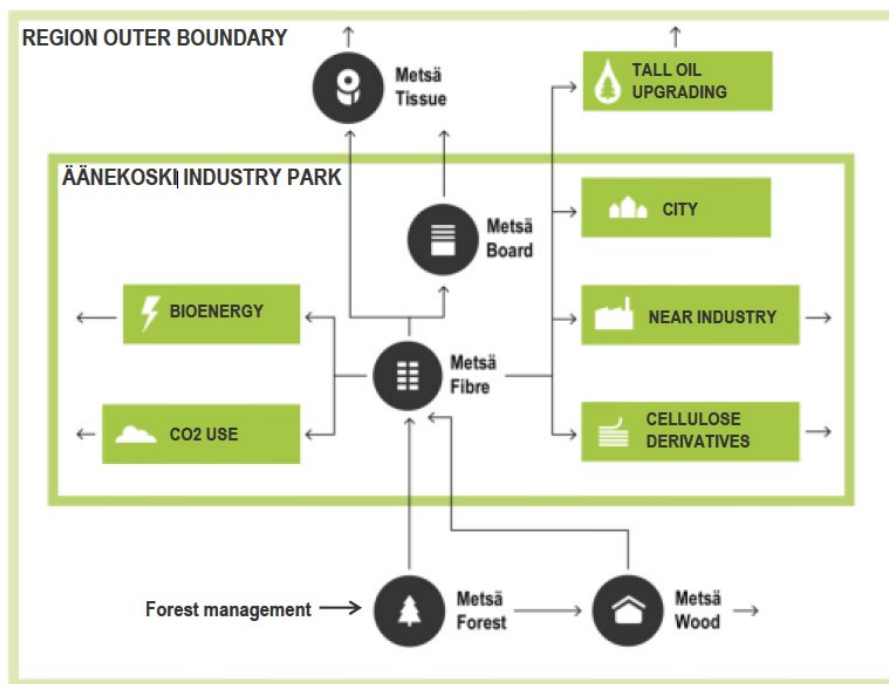 REGION OUTER BOUNDARY
Metsä
Tissue
TALL OIL
UPGRADING
ÄÄNEKOSKI INDUSTRY PARK
CITY
Metsä
Board
BIOENERGY
NEAR INDUSTRY
Metsä
Fibre
CO2 USE
CELLULOSE
DERIVATIVES
Forest management
Metsä
Forest
Metsä
Wood